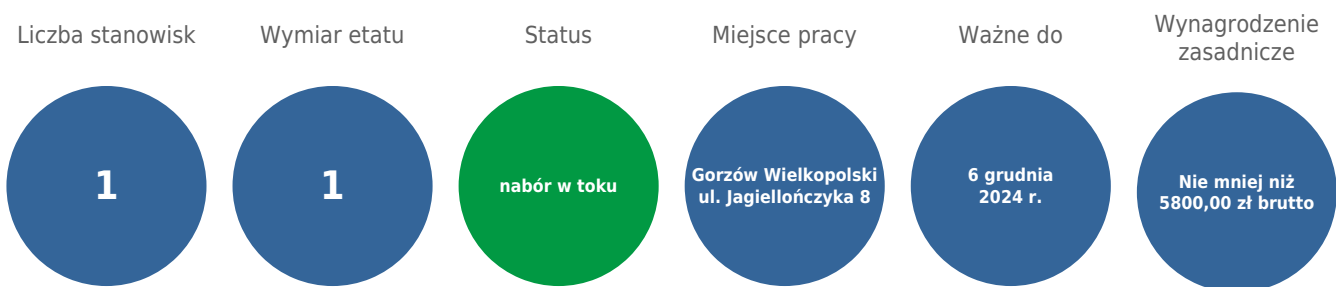 Liczba stanowisk
Wymiar etatu
Status
Miejsce pracy
Ważne do
Wynagrodzenie
zasadnicze
1
1
nabór w toku
Gorzów Wielkopolski
ul. Jagiellończyka 8
6 grudnia
2024 r.
Nie mniej niż
5800,00 zł brutto